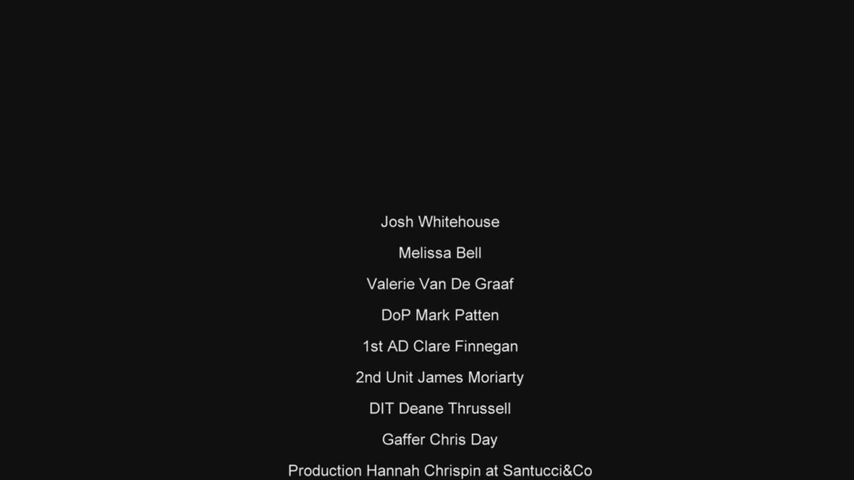 Josh Whitehouse
Melissa Bell
Valerie Van De Graaf
DoP Mark Patten
1st AD Clare Finnegan
2nd Unit James Moriarty
DIT Deane Thrussell
Gaffer Chris Day
Production Hannah Chrispin at Santucci&Co